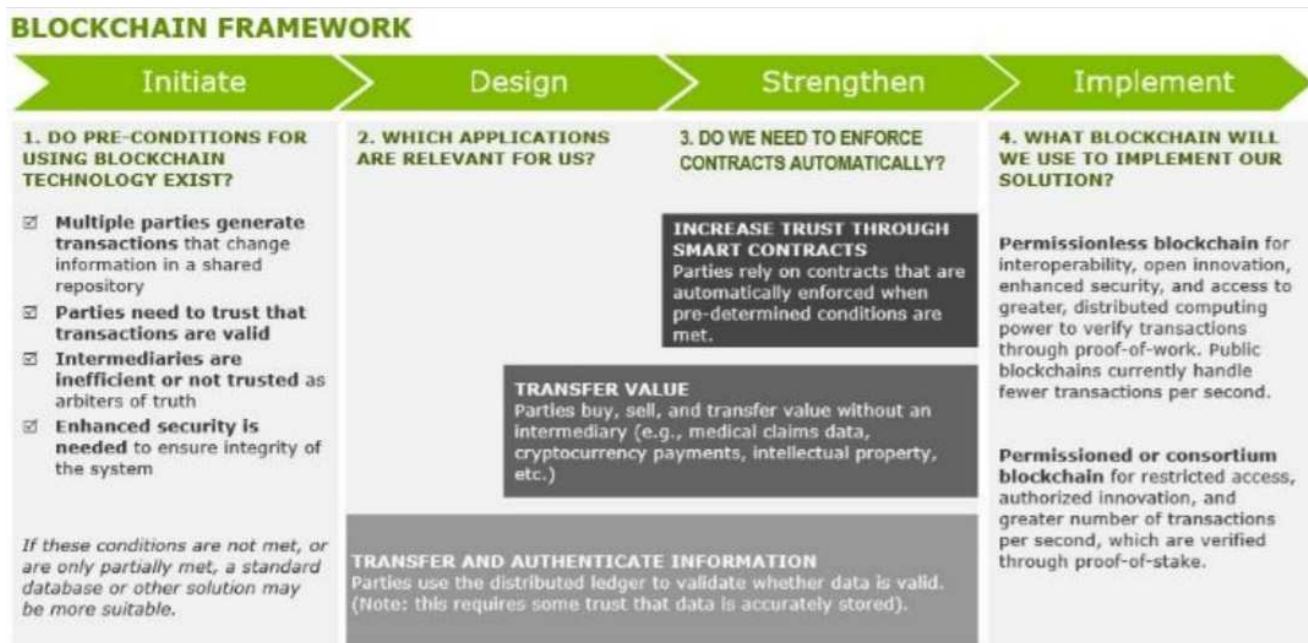 BLOCKCHAIN FRAMEWORK
Initiate
Design
Strengthen
Implement
1. DO PRE-CONDITIONS FOR
USING BLOCKCHAIN
TECHNOLOGY EXIST?
Multiple parties generate
transactions that change
information in a shared
repository
Parties need to trust that
transactions are valid
Intermediaries are
inefficient or not trusted as
arbiters of truth
Enhanced security is
needed to ensure integrity of
the system
If these conditions are not met, or
are only partially met, a standard
database or other solution may
be more suitable.
2. WHICH APPLICATIONS
ARE RELEVANT FOR US?
3. DO WE NEED TO ENFORCE
CONTRACTS AUTOMATICALLY?
INCREASE TRUST THROUGH
SMART CONTRACTS
Parties rely on contracts that are
automatically enforced when
pre-determined conditions are
met.
TRANSFER VALUE
Parties buy, sell, and transfer value without an
intermediary (e.g., medical claims data,
cryptocurrency payments, intellectual property,
etc.)
TRANSFER AND AUTHENTICATE INFORMATION
Parties use the distributed ledger to validate whether data is valid.
(Note: this requires some trust that data is accurately stored).
4. WHAT BLOCKCHAIN WILL
WE USE TO IMPLEMENT OUR
SOLUTION?
Permissionless blockchain for
interoperability, open innovation,
enhanced security, and access to
greater, distributed computing
power to verify transactions
through proof-of-work. Public
blockchains currently handle
fewer transactions per second.
Permissioned or consortium
blockchain for restricted access,
authorized innovation, and
greater number of transactions
per second, which are verified
through proof-of-stake.